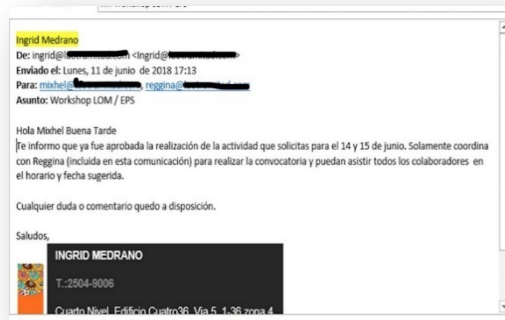 Ingrid Medrano
De: ingrid@ <Ingrid@
Enviado el: Lunes, 11 de junio de 2018 17:13
Para: mixhel@ reggina@
Asunto: Workshop LOM / EPS
Hola Mixhel Buena Tarde
Te informo que ya fue aprobada la realización de la actividad que solicitas para el 14 y 15 de junio. Solamente coordina
con Reggina (incluida en esta comunicación) para realizar la convocatoria y puedan asistir todos los colaboradores en
el horario y fecha sugerida.
Cualquier duda o comentario quedo a disposición.
Saludos,
INGRID MEDRANO
T.:2504-9006
Cuarto Nivel, Edificio Cuatro36, Vía 5, 1-36 zona 4